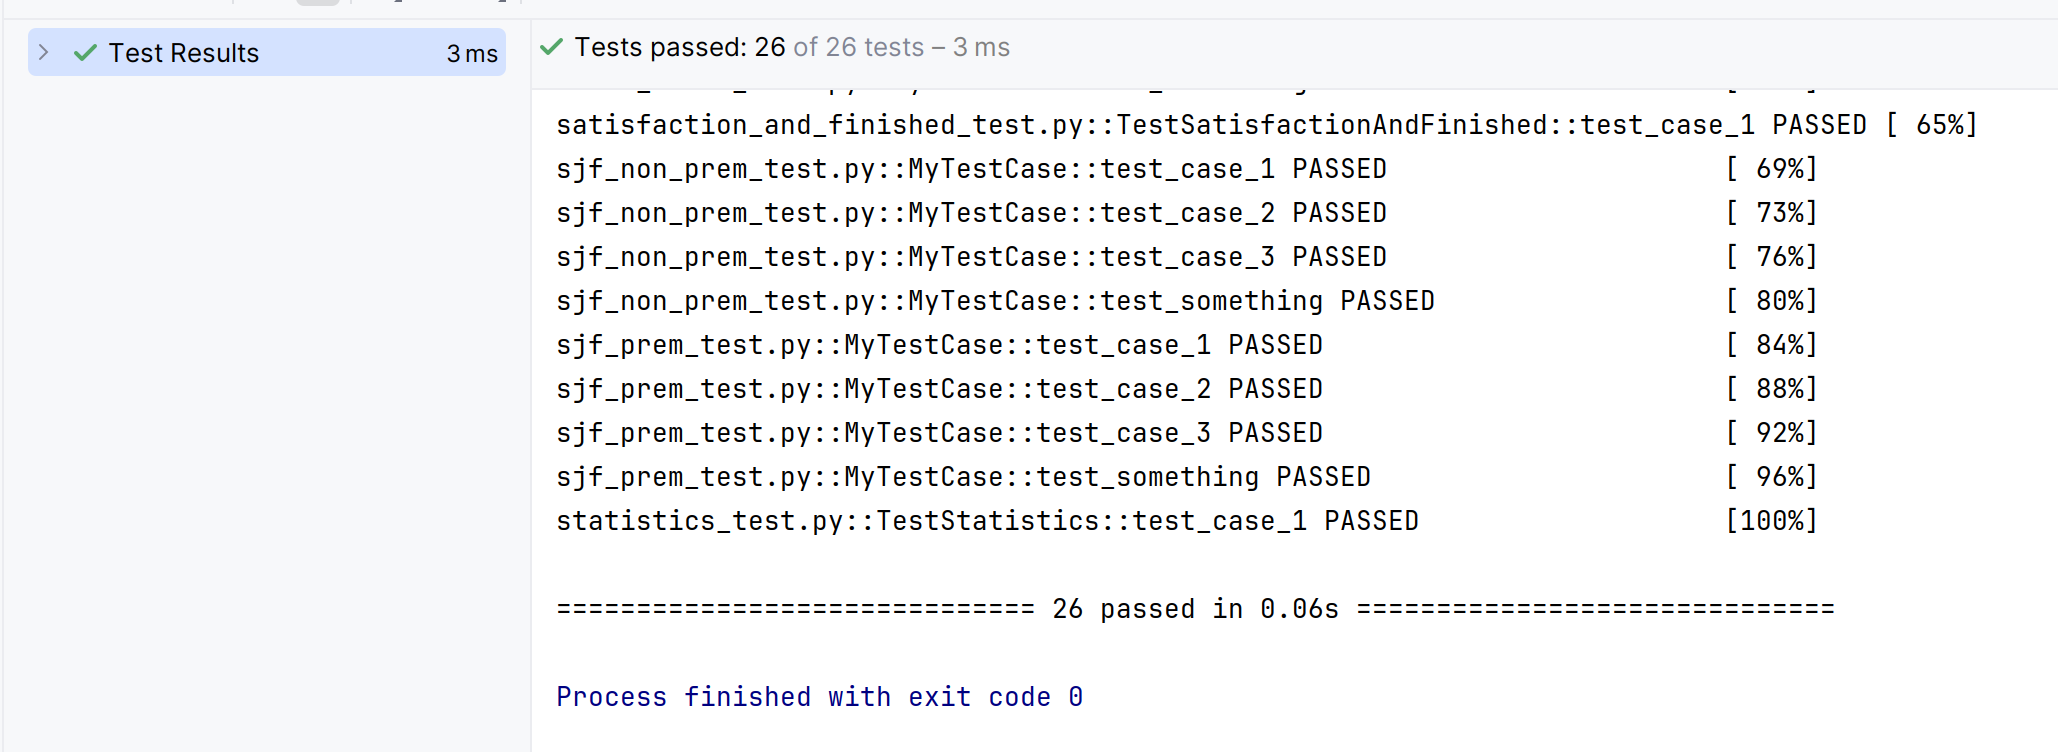 Test Results 3 ms
Tests passed: 26 of 26 tests – 3 ms
satisfaction_and_finished_test.py::TestSatisfactionAndFinished::test_case_1 PASSED [ 65%]
sjf_non_prem_test.py::MyTestCase::test_case_1 PASSED [ 69%]
sjf_non_prem_test.py::MyTestCase::test_case_2 PASSED [ 73%]
sjf_non_prem_test.py::MyTestCase::test_case_3 PASSED [ 76%]
sjf_non_prem_test.py::MyTestCase::test_something PASSED [ 80%]
sjf_prem_test.py::MyTestCase::test_case_1 PASSED [ 84%]
sjf_prem_test.py::MyTestCase::test_case_2 PASSED [ 88%]
sjf_prem_test.py::MyTestCase::test_case_3 PASSED [ 92%]
sjf_prem_test.py::MyTestCase::test_something PASSED [ 96%]
statistics_test.py::TestStatistics::test_case_1 PASSED [100%]
============================== 26 passed in 0.06s ==============================
Process finished with exit code 0